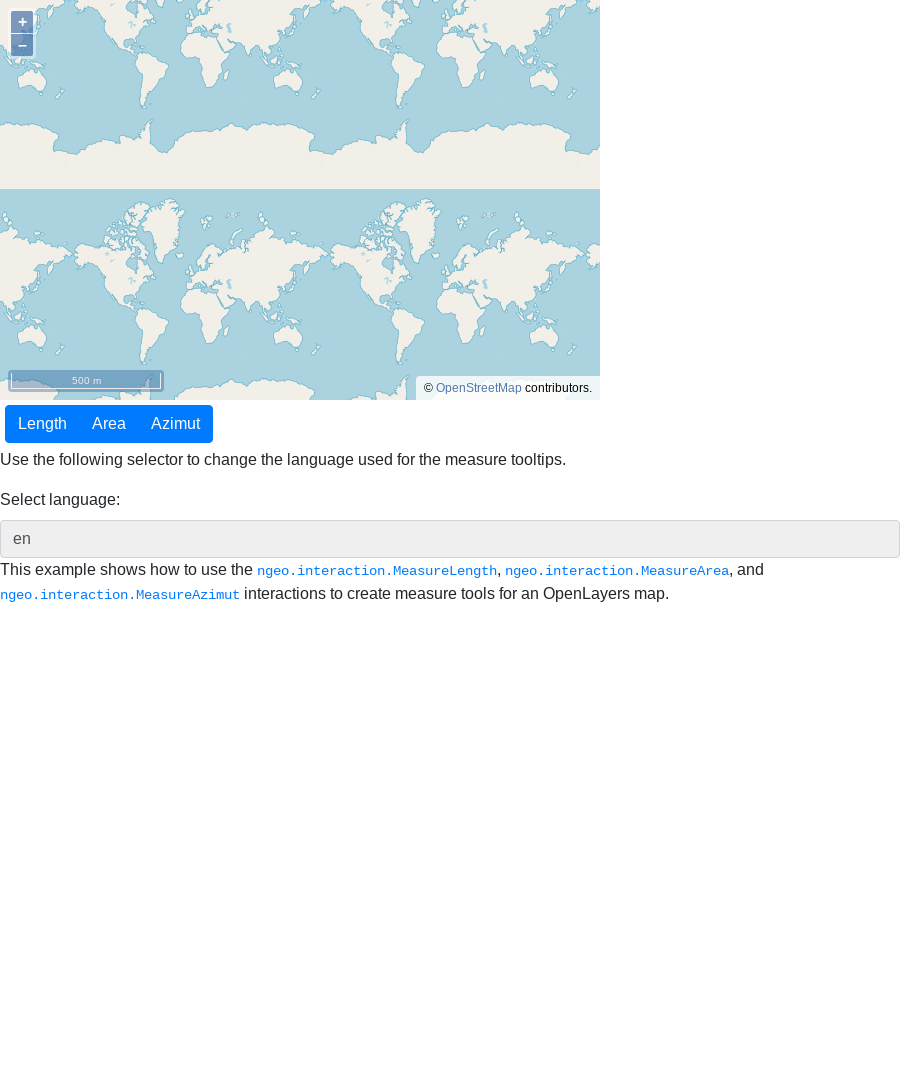 +
−
500 m
© OpenStreetMap contributors.
Length Area Azimut
Use the following selector to change the language used for the measure tooltips.
Select language:
en
This example shows how to use the ngeo.interaction.MeasureLength, ngeo.interaction.MeasureArea, and
ngeo.interaction.MeasureAzimut interactions to create measure tools for an OpenLayers map.